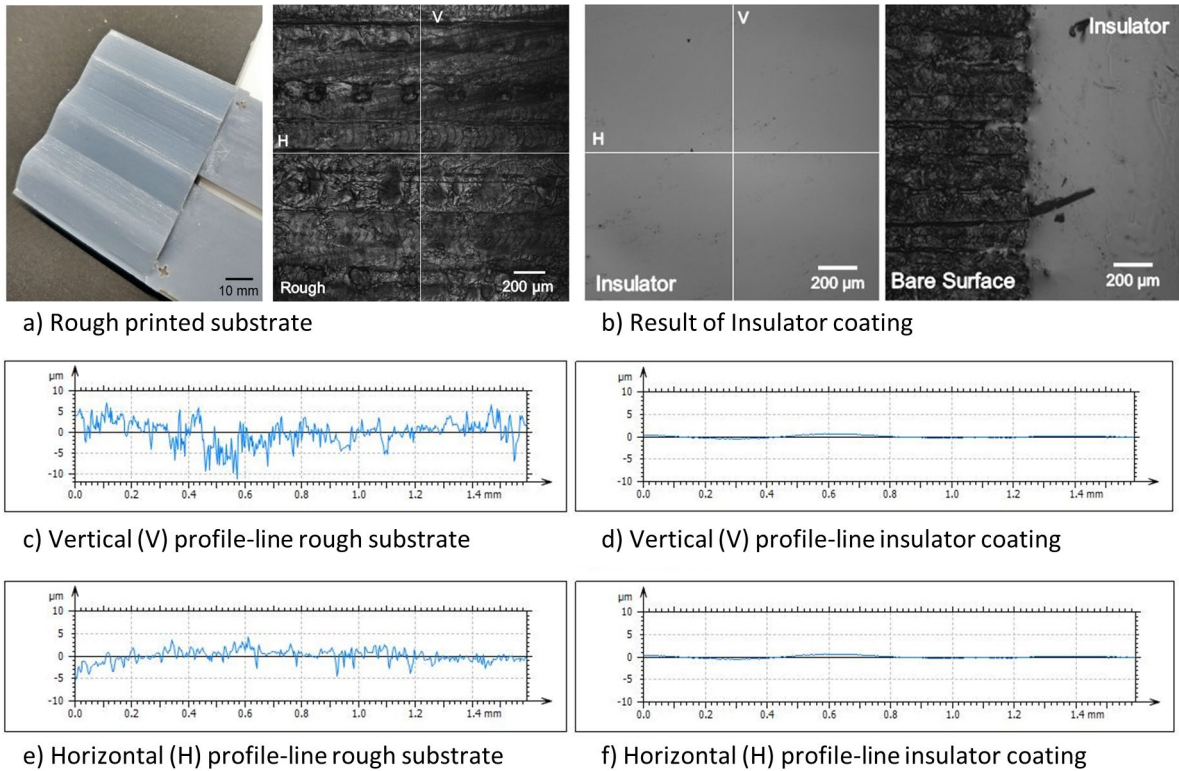 V
H
Rough
200 µm
10 mm
a) Rough printed substrate
V
H
Insulator
200 µm
Insulator
Bare Surface
200 µm
b) Result of Insulator coating
µm
10
5
0
-5
-10
0.0 0.2 0.4 0.6 0.8 1.0 1.2 1.4 mm
c) Vertical (V) profile-line rough substrate
µm
10
5
0
-5
-10
0.0 0.2 0.4 0.6 0.8 1.0 1.2 1.4 mm
d) Vertical (V) profile-line insulator coating
µm
10
5
0
-5
-10
0.0 0.2 0.4 0.6 0.8 1.0 1.2 1.4 mm
e) Horizontal (H) profile-line rough substrate
µm
10
5
0
-5
-10
0.0 0.2 0.4 0.6 0.8 1.0 1.2 1.4 mm
f) Horizontal (H) profile-line insulator coating